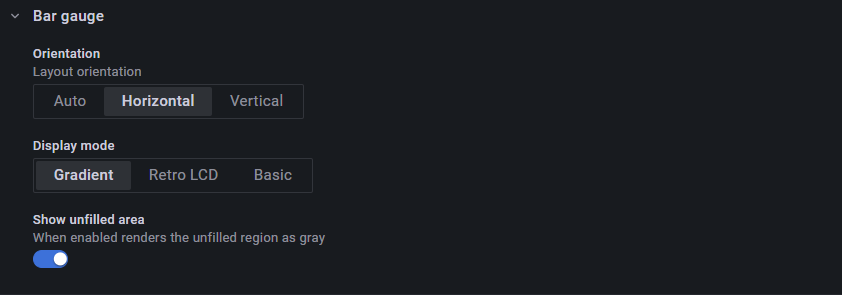 Bar gauge
Orientation
Layout orientation
Auto Horizontal Vertical
Display mode
Gradient Retro LCD Basic
Show unfilled area
When enabled renders the unfilled region as gray